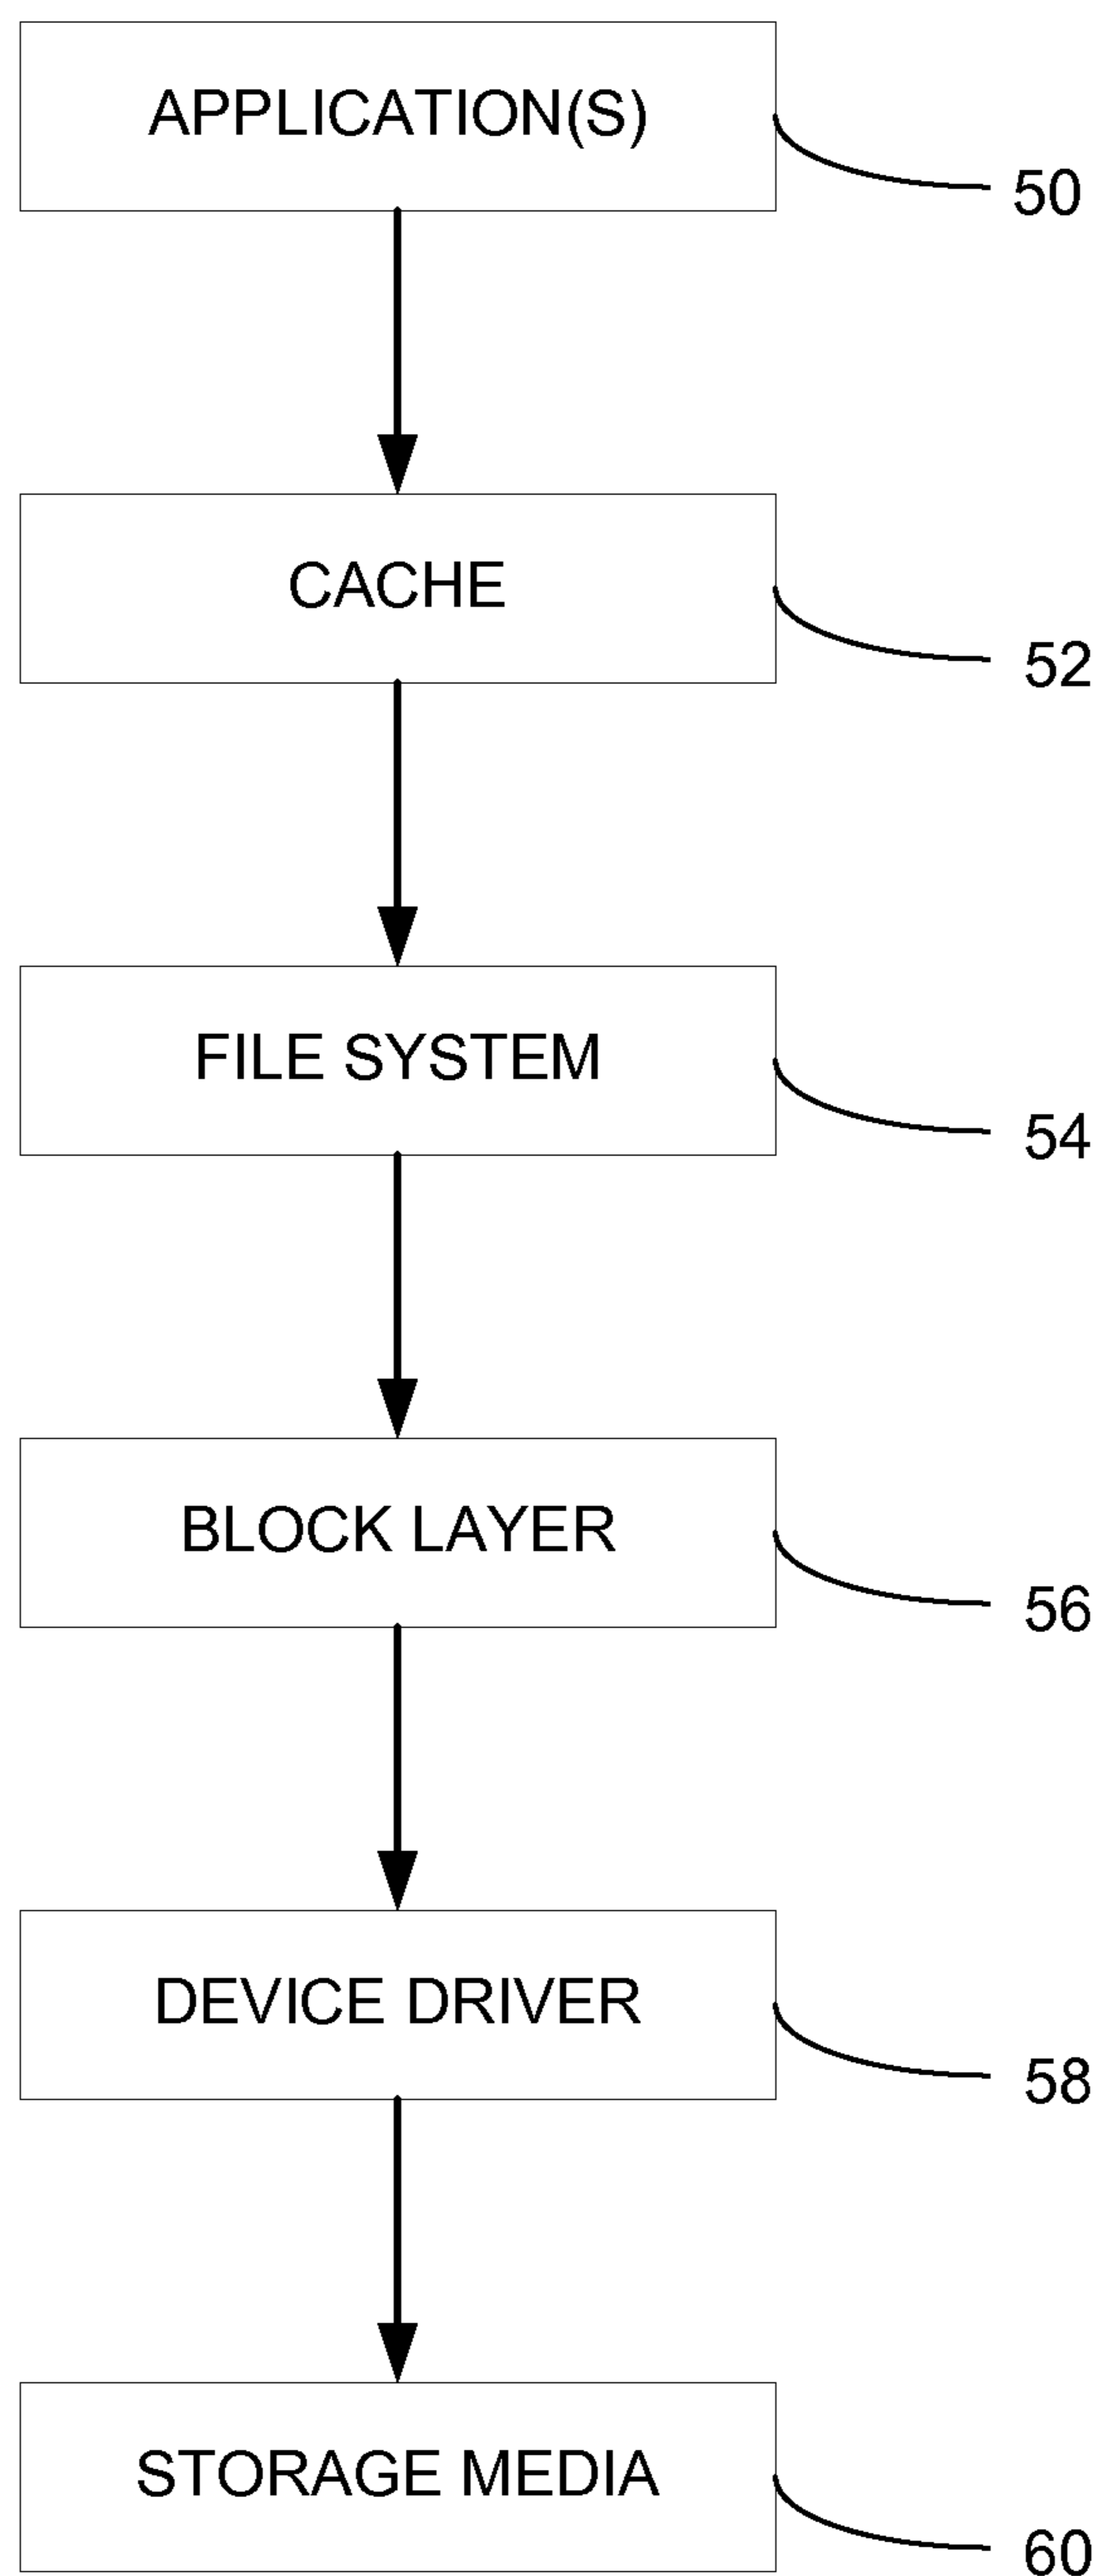 APPLICATION(S)
50
CACHE
52
FILE SYSTEM
54
BLOCK LAYER
56
DEVICE DRIVER
58
STORAGE MEDIA
60